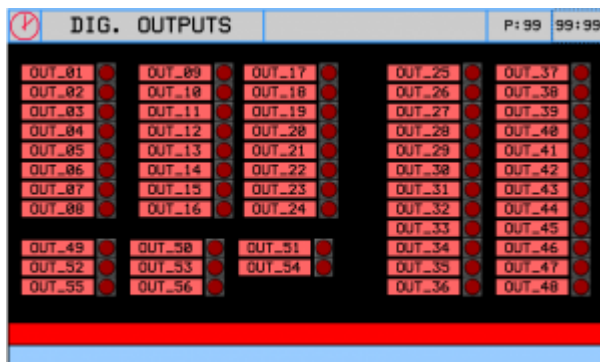 DIG. OUTPUTS P:99 99:99
OUT_01 OUT_09 OUT_17 OUT_25 OUT_37
OUT_02 OUT_10 OUT_18 OUT_26 OUT_38
OUT_03 OUT_11 OUT_19 OUT_27 OUT_39
OUT_04 OUT_12 OUT_20 OUT_28 OUT_40
OUT_05 OUT_13 OUT_21 OUT_29 OUT_41
OUT_06 OUT_14 OUT_22 OUT_30 OUT_42
OUT_07 OUT_15 OUT_23 OUT_31 OUT_43
OUT_08 OUT_16 OUT_24 OUT_32 OUT_44
OUT_33 OUT_45
OUT_49 OUT_50 OUT_51 OUT_34 OUT_46
OUT_52 OUT_53 OUT_54 OUT_35 OUT_47
OUT_55 OUT_56 OUT_36 OUT_48